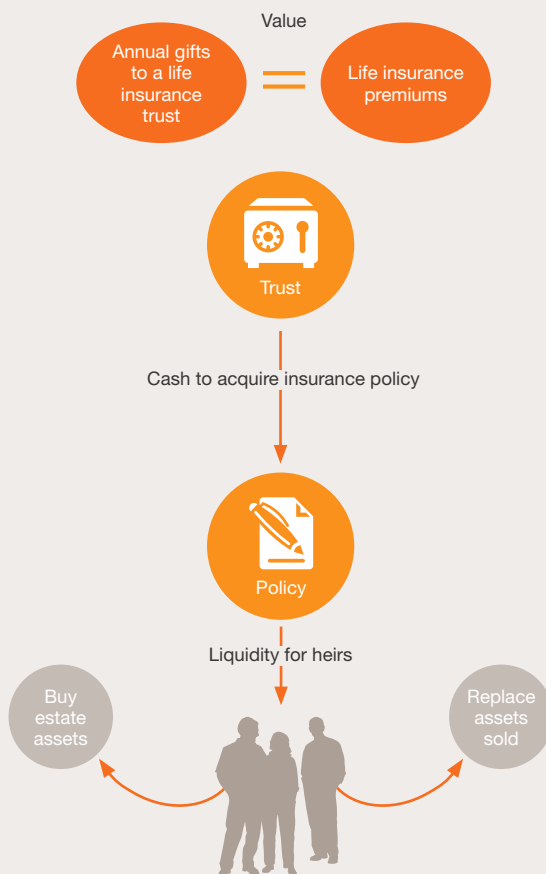 Value
Annual gifts
to a life
insurance
trust
Life insurance
premiums
Trust
Cash to acquire insurance policy
Policy
Liquidity for heirs
Buy
estate
assets
Replace
assets
sold